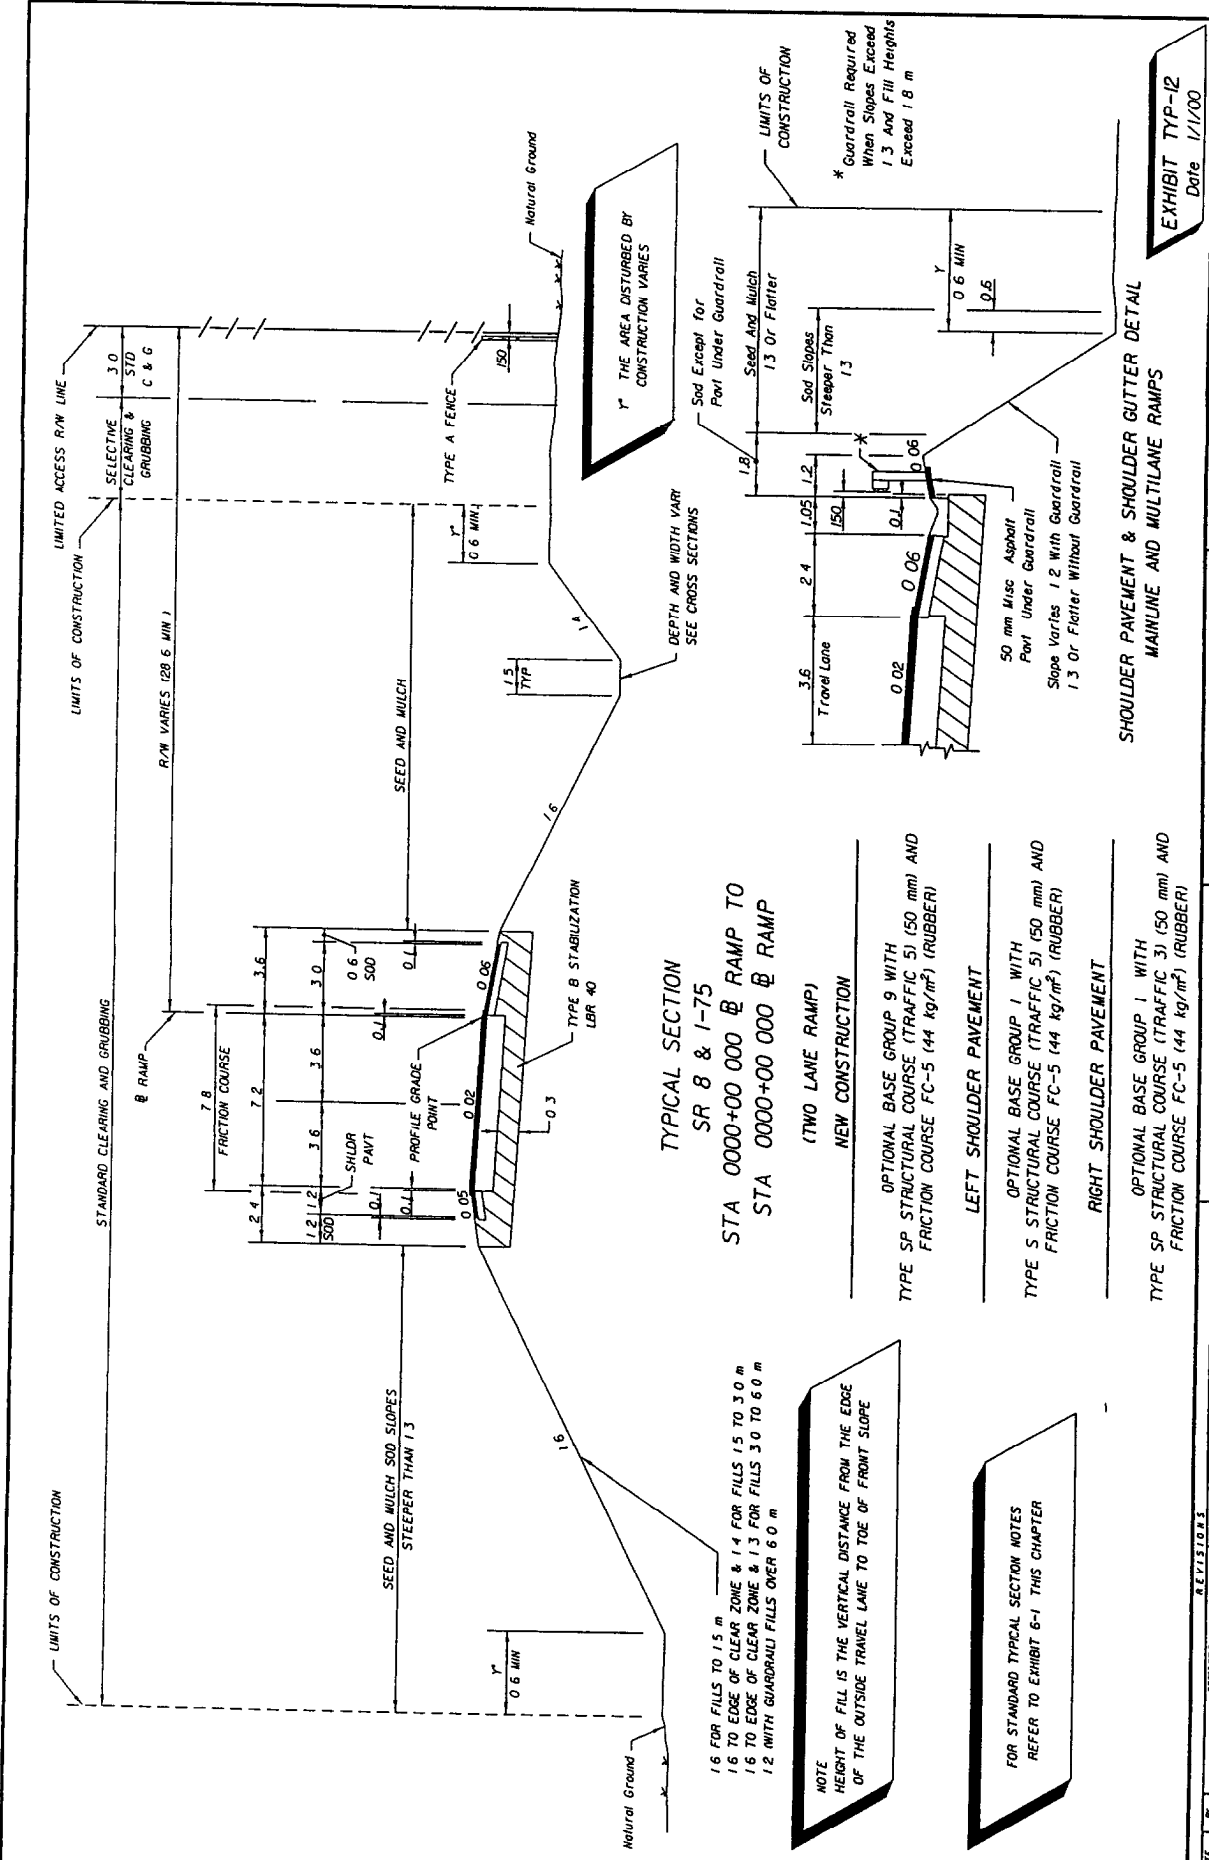 LIMITS OF CONSTRUCTION
STANDARD CLEARING AND GRUBBING
LIMITS OF CONSTRUCTION
LIMITED ACCESS R/W LINE
SELECTIVE
CLEARING &
GRUBBING
3 0
STD
C & G
R/W VARIES (28 6 MIN )
℄ RAMP
7 8
FRICTION COURSE
2 4
7 2
3.6
1 2
1.2
3 6
3 6
3 0
SOD
SHLDR
PAVT
0 6
SOD
0.1
0.1
0.1
0.1
PROFILE GRADE
POINT
SEED AND MULCH SOD SLOPES
STEEPER THAN 1 3
SEED AND MULCH
Y*
0 6 MIN
Y*
0 6 MIN.
TYPE A FENCE
150
Natural Ground
Natural Ground
1 6
0 05
0 02
0 06
0 3
TYPE B STABILIZATION
LBR 40
1 6
1 5
TYP
1 4
DEPTH AND WIDTH VARY
SEE CROSS SECTIONS
Y* THE AREA DISTURBED BY
CONSTRUCTION VARIES
1 6 FOR FILLS TO 1 5 m
1 6 TO EDGE OF CLEAR ZONE & 1 4 FOR FILLS 1 5 TO 3 0 m
1 6 TO EDGE OF CLEAR ZONE & 1 3 FOR FILLS 3 0 TO 6 0 m
1 2 (WITH GUARDRAIL) FILLS OVER 6 0 m
NOTE
HEIGHT OF FILL IS THE VERTICAL DISTANCE FROM THE EDGE
OF THE OUTSIDE TRAVEL LANE TO TOE OF FRONT SLOPE
FOR STANDARD TYPICAL SECTION NOTES
REFER TO EXHIBIT 6-1 THIS CHAPTER
TYPICAL SECTION
SR 8 & I-75
STA 0000+00 000 ℄ RAMP TO
STA 0000+00 000 ℄ RAMP
(TWO LANE RAMP)
NEW CONSTRUCTION
OPTIONAL BASE GROUP 9 WITH
TYPE SP STRUCTURAL COURSE (TRAFFIC 5) (50 mm) AND
FRICTION COURSE FC-5 (44 kg/m²) (RUBBER)
LEFT SHOULDER PAVEMENT
OPTIONAL BASE GROUP 1 WITH
TYPE S STRUCTURAL COURSE (TRAFFIC 5) (50 mm) AND
FRICTION COURSE FC-5 (44 kg/m²) (RUBBER)
RIGHT SHOULDER PAVEMENT
OPTIONAL BASE GROUP 1 WITH
TYPE SP STRUCTURAL COURSE (TRAFFIC 3) (50 mm) AND
FRICTION COURSE FC-5 (44 kg/m²) (RUBBER)
LIMITS OF
CONSTRUCTION
* Guardrail Required
When Slopes Exceed
1 3 And Fill Heights
Exceed 1 8 m
Sod Except for
Pavt Under Guardrail
Seed And Mulch
1 3 Or Flatter
Sod Slopes
Steeper Than
1 3
1.8
3.6
Travel Lane
2 4
1.05
1.2
150
0.1
*
0 02
0 06
0 06
Y
0 6 MIN
0.6
50 mm Misc Asphalt
Pavt Under Guardrail
Slope Varies 1 2 With Guardrail
1 3 Or Flatter Without Guardrail
SHOULDER PAVEMENT & SHOULDER GUTTER DETAIL
MAINLINE AND MULTILANE RAMPS
EXHIBIT TYP-12
Date 1/1/00
REVISIONS